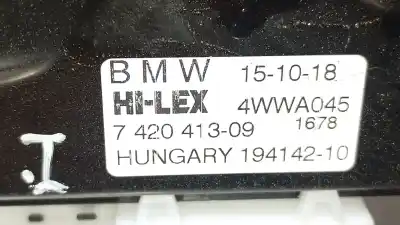 BMW 15-10-18
HI-LEX 4WWA045
7 420 413-09 1678
HUNGARY 194142-10
I